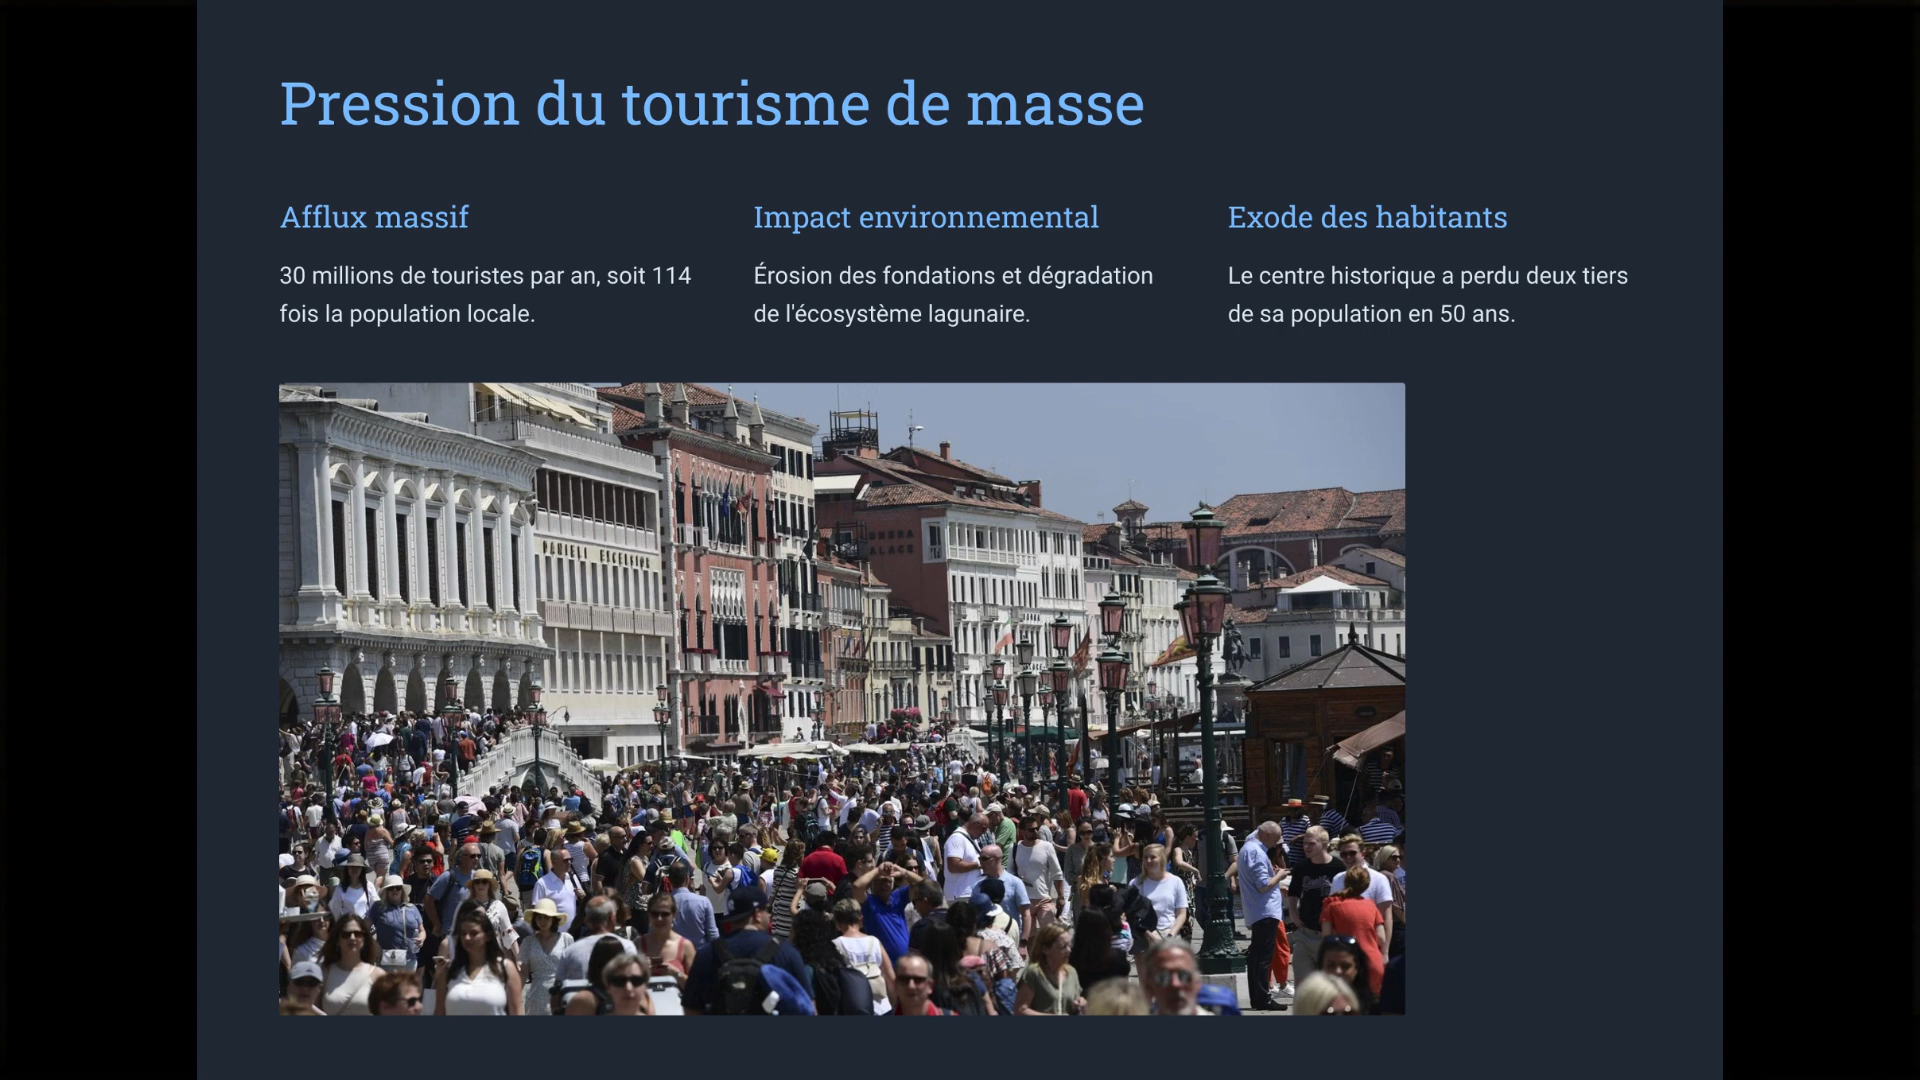 Pression du tourisme de masse
Afflux massif
30 millions de touristes par an, soit 114
fois la population locale.
Impact environnemental
Érosion des fondations et dégradation
de l'écosystème lagunaire.
Exode des habitants
Le centre historique a perdu deux tiers
de sa population en 50 ans.
DANIELI EXCELSIOR